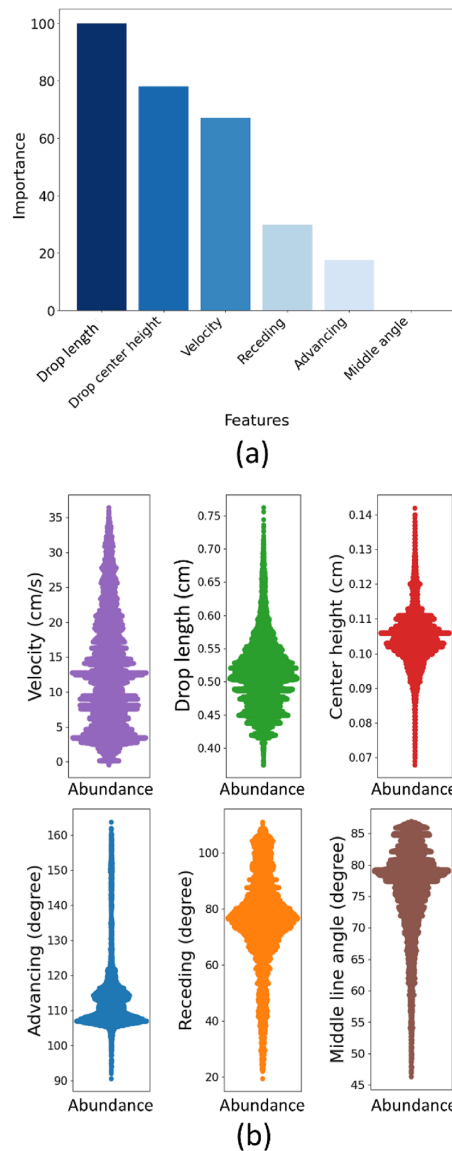 100
80
60
40
20
0
Importance
Drop length
Drop center height
Velocity
Receding
Advancing
Middle angle
Features
(a)
35
30
25
20
15
10
5
0
Velocity (cm/s)
Abundance
0.75
0.70
0.65
0.60
0.55
0.50
0.45
0.40
Drop length (cm)
Abundance
0.14
0.13
0.12
0.11
0.10
0.09
0.08
0.07
Center height (cm)
Abundance
160
150
140
130
120
110
100
90
Advancing (degree)
Abundance
100
80
60
40
20
Receding (degree)
Abundance
85
80
75
70
65
60
55
50
45
Middle line angle (degree)
Abundance
(b)